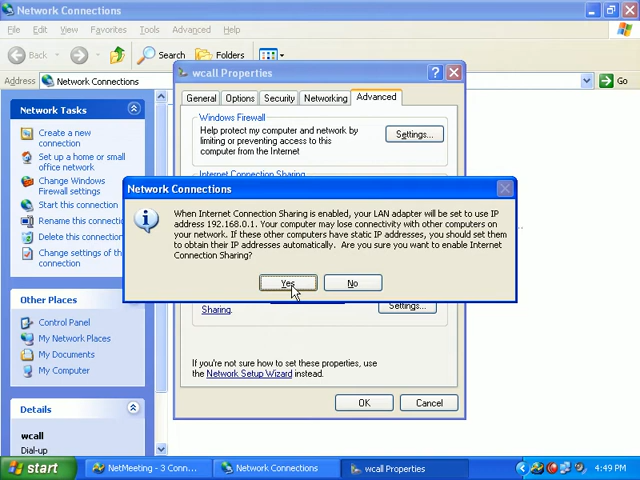 Network Connections
File Edit View Favorites Tools Advanced Help
Back Search Folders
Address Network Connections Go
Network Tasks
Create a new
connection
Set up a home or small
office network
Change Windows
Firewall settings
Start this connection
Rename this connectio
Delete this connection
Change settings of this
connection
Other Places
Control Panel
My Network Places
My Documents
My Computer
Details
wcall
Dial-up
wcall Properties
General Options Security Networking Advanced
Windows Firewall
Help protect my computer and network by
limiting or preventing access to this
computer from the Internet
Settings...
Internet Connection Sharing
Network Connections
When Internet Connection Sharing is enabled, your LAN adapter will be set to use IP
address 192.168.0.1. Your computer may lose connectivity with other computers on
your network. If these other computers have static IP addresses, you should set them
to obtain their IP addresses automatically. Are you sure you want to enable Internet
Connection Sharing?
Yes No
Sharing.
Settings...
If you're not sure how to set these properties, use
the Network Setup Wizard instead.
OK Cancel
start NetMeeting - 3 Conn... Network Connections wcall Properties 4:49 PM